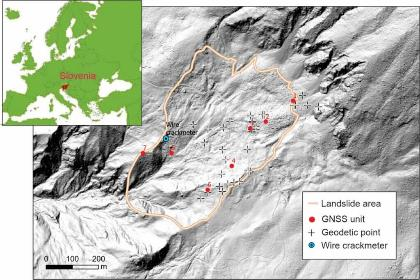 Slovenia
Wire
crackmeter
Landslide area
GNSS unit
Geodetic point
Wire crackmeter
0 100 200
m